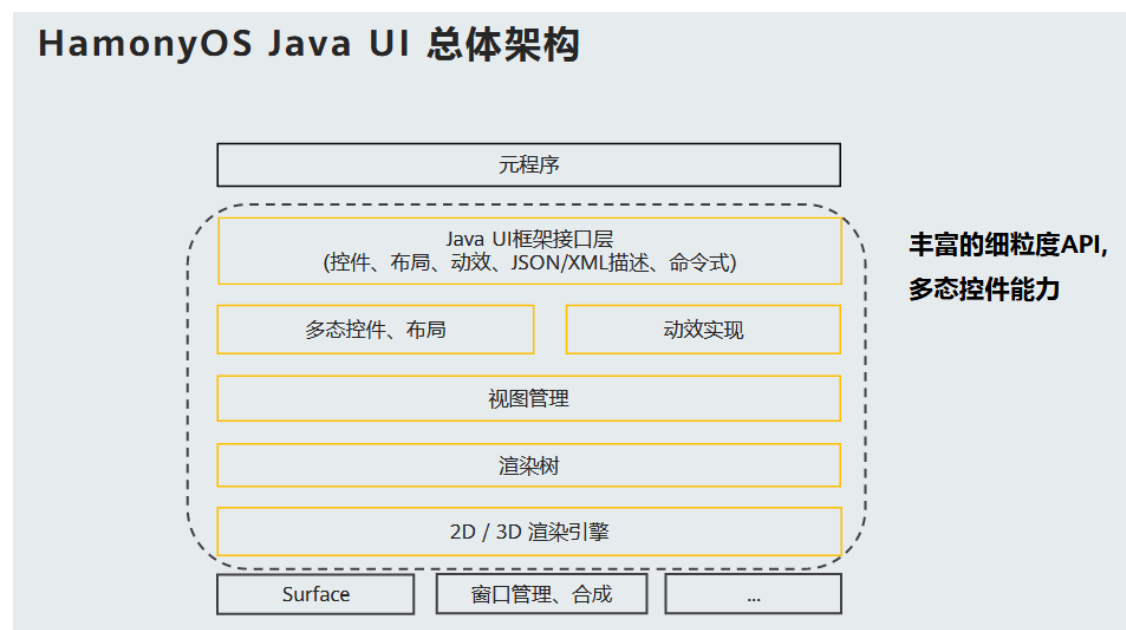 HamonyOS Java UI 总体架构
元程序
Java UI框架接口层
(控件、布局、动效、JSON/XML描述、命令式)
丰富的细粒度API,
多态控件能力
多态控件、布局
动效实现
视图管理
渲染树
2D / 3D 渲染引擎
Surface
窗口管理、合成
...